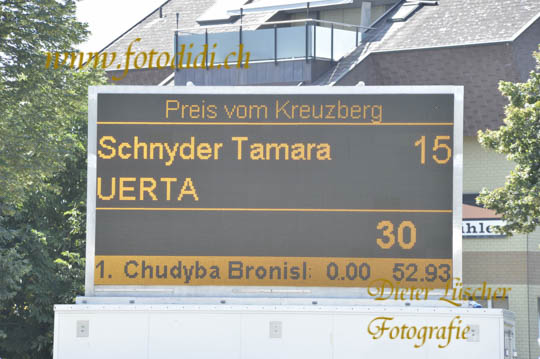 www.fotodidi.ch
Preis vom Kreuzberg
Schnyder Tamara 15
UERTA
30
1. Chudyba Bronisl 0.00 52.93
Dieter Lüscher
Fotografie